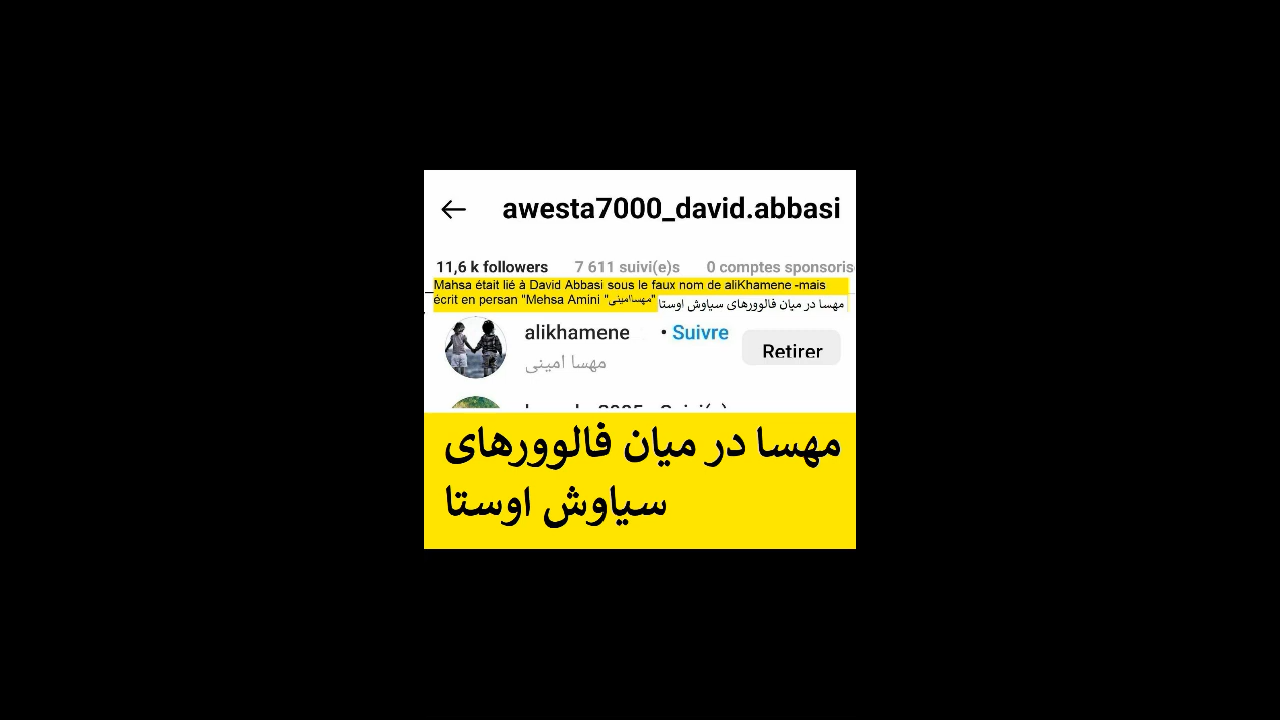 awesta7000_david.abbasi
11,6 k followers 7 611 suivi(e)s 0 comptes sponsoris
Mahsa était lié à David Abbasi sous le faux nom de aliKhamene -mais
écrit en persan "Mehsa Amini "مهساامینی"
مهسا در میان فالوورهای سیاوش اوستا
alikhamene • Suivre
مهسا امینی
Retirer
مهسا در میان فالوورهای
سیاوش اوستا